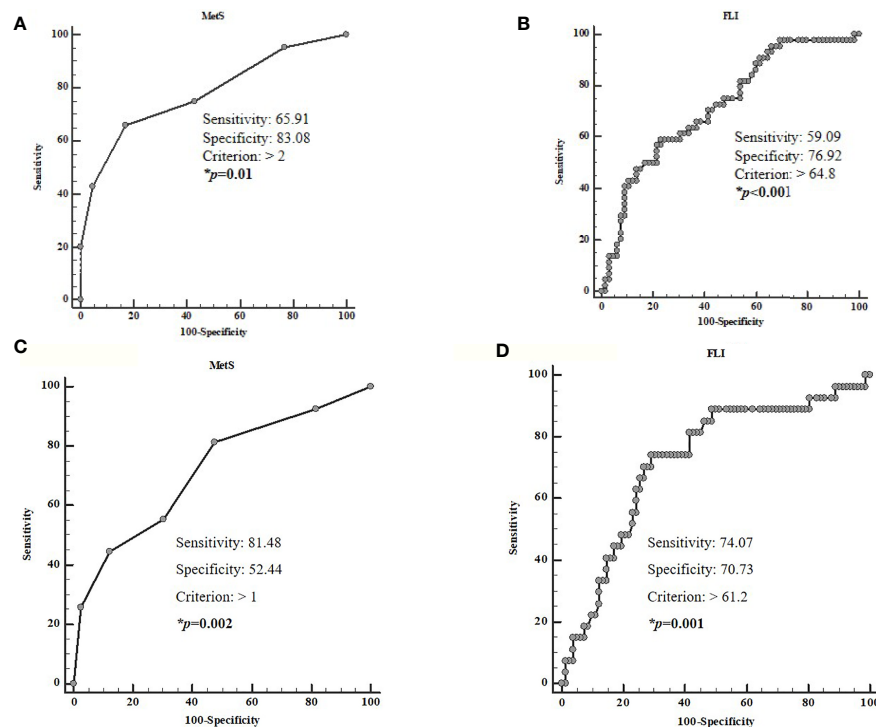 A
MetS
100
80
60
40
20
0
Sensitivity
Sensitivity: 65.91
Specificity: 83.08
Criterion: > 2
*p=0.01
0 20 40 60 80 100
100-Specificity
B
FLI
100
80
60
40
20
0
Sensitivity
Sensitivity: 59.09
Specificity: 76.92
Criterion: > 64.8
*p<0.001
0 20 40 60 80 100
100-Specificity
C
MetS
100
80
60
40
20
0
Sensitivity
Sensitivity: 81.48
Specificity: 52.44
Criterion: > 1
*p=0.002
0 20 40 60 80 100
100-Specificity
D
FLI
100
80
60
40
20
0
Sensitivity
Sensitivity: 74.07
Specificity: 70.73
Criterion: > 61.2
*p=0.001
0 20 40 60 80 100
100-Specificity